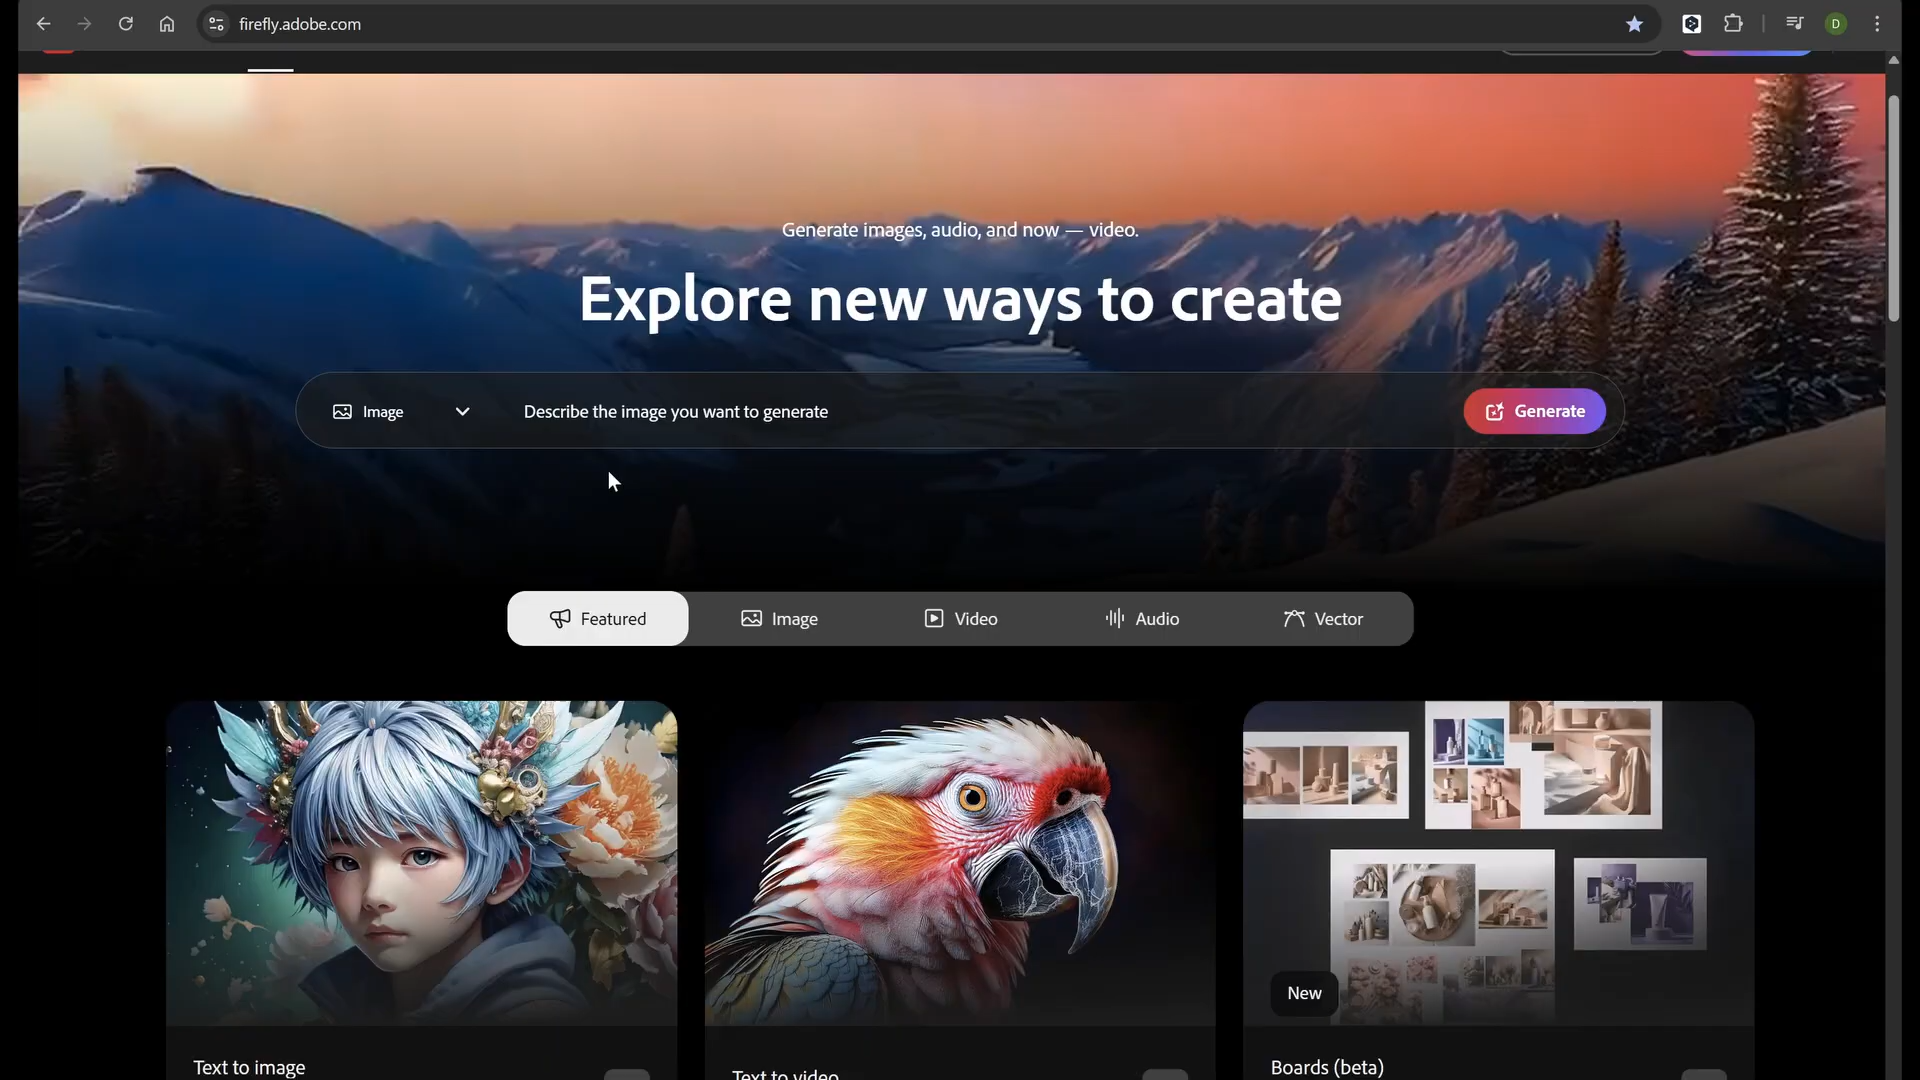 firefly.adobe.com
D
Generate images, audio, and now — video.
Explore new ways to create
Image
Describe the image you want to generate
Generate
Featured
Image
Video
Audio
Vector
New
Text to image
Text to video
Boards (beta)